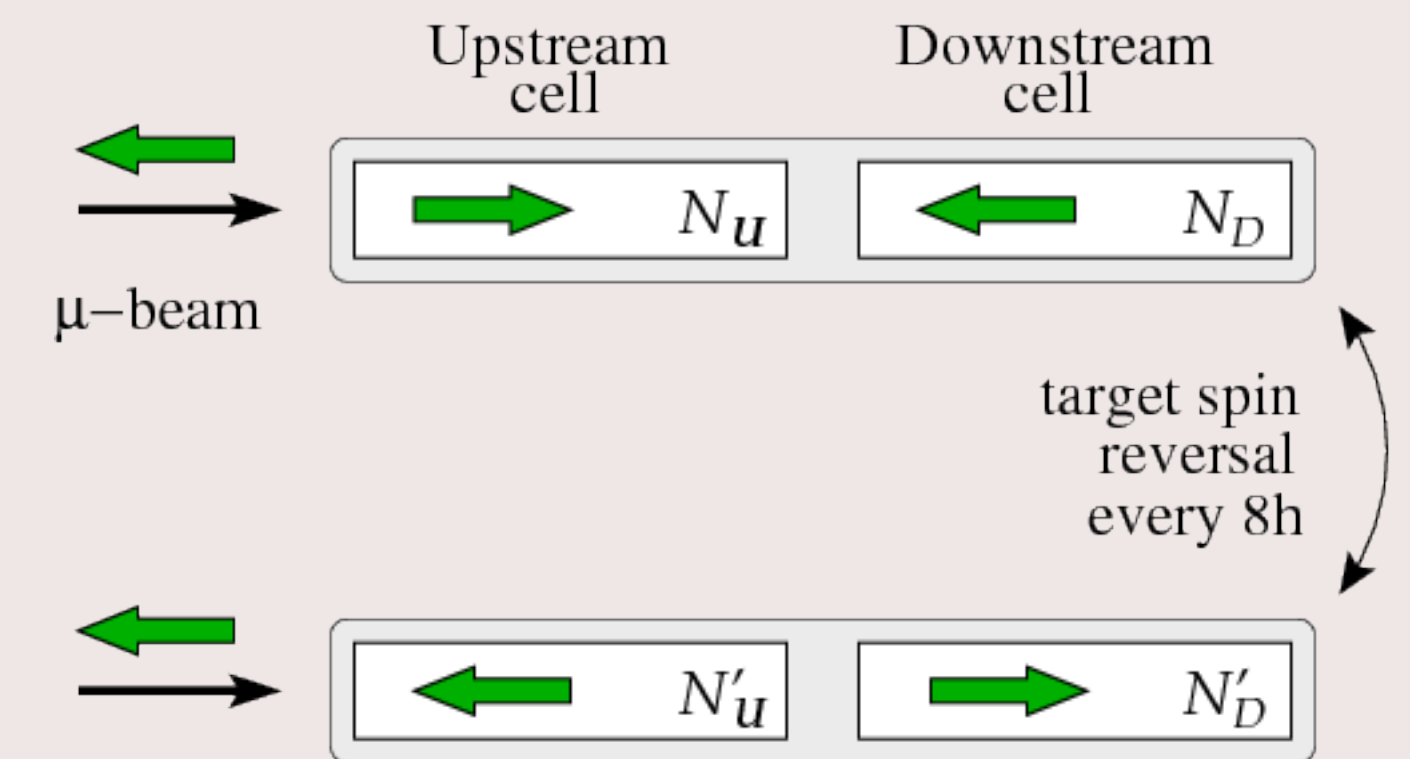 Upstream
cell
Downstream
cell
N_u
N_D
μ−beam
target spin
reversal
every 8h
N′_u
N′_D